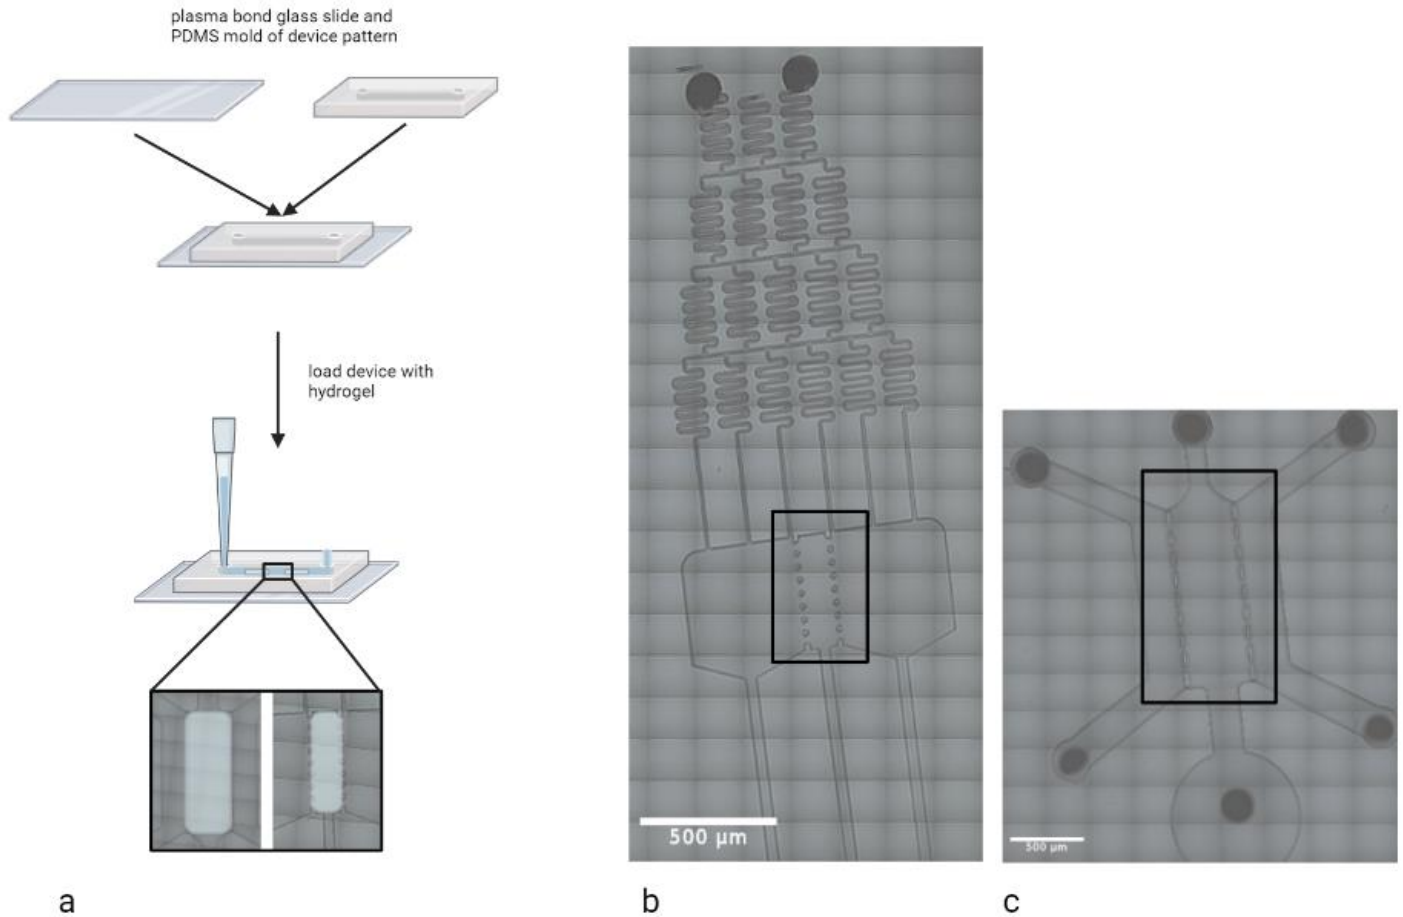 plasma bond glass slide and
PDMS mold of device pattern
load device with
hydrogel
500 µm
500 µm
a
b
c